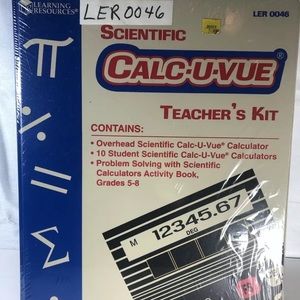 LEARNING
RESOURCES®
LER0046
LER 0046
SCIENTIFIC
CALC-U-VUE®
TEACHER'S KIT
CONTAINS:
• Overhead Scientific Calc-U-Vue® Calculator
• 10 Student Scientific Calc-U-Vue® Calculators
• Problem Solving with Scientific
Calculators Activity Book,
Grades 5-8
M 12345.67
DEG
π
Σ